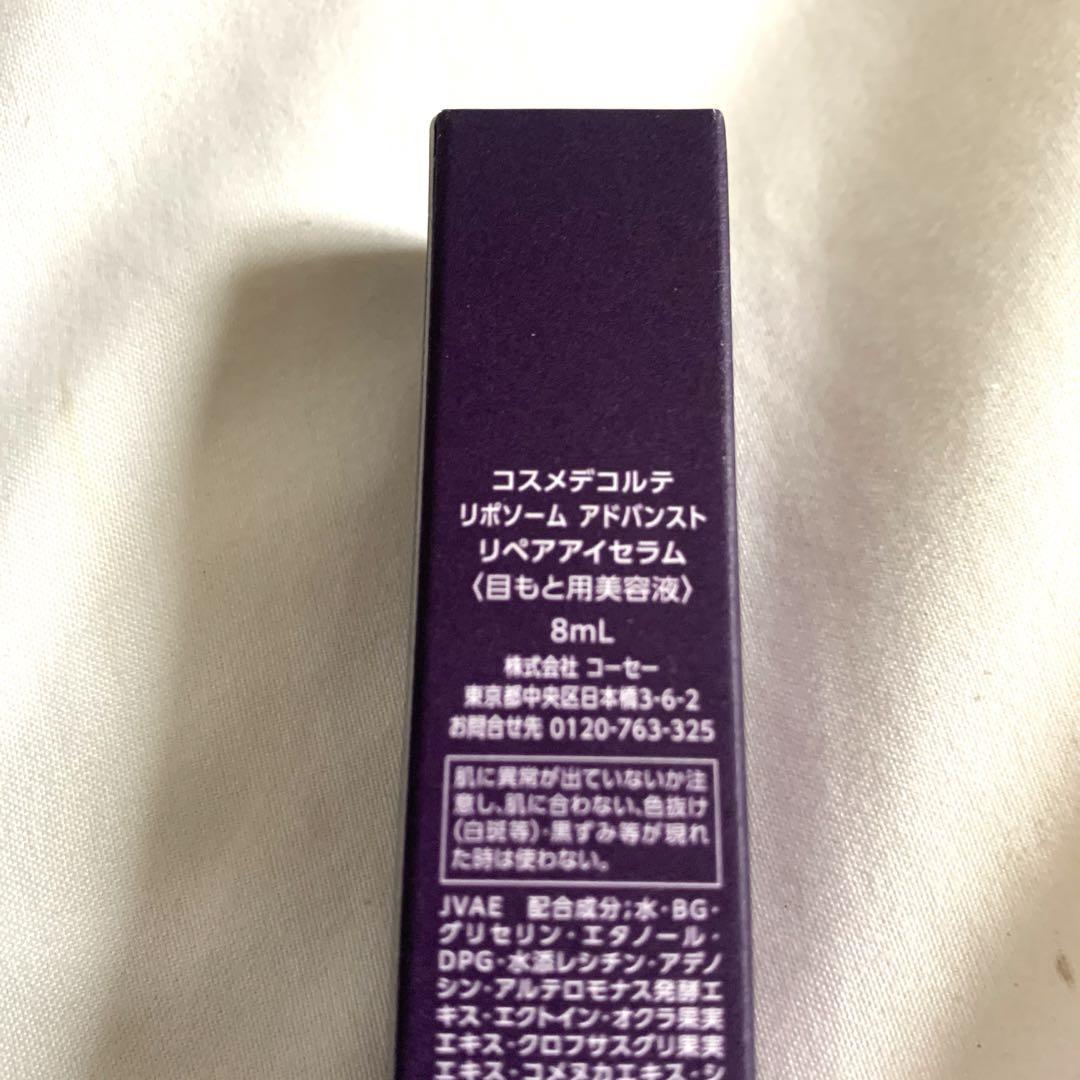 コスメデコルテ
リポソーム アドバンスト
リペアアイセラム
〈目もと用美容液〉
8mL
株式会社 コーセー
東京都中央区日本橋3-6-2
お問合せ先 0120-763-325
肌に異常が出ていないか注
意し、肌に合わない、色抜け
(白斑等)・黒ずみ等が現れ
た時は使わない。
JVAE 配合成分;水・BG・
グリセリン・エタノール・
DPG・水添レシチン・アデノ
シン・アルテロモナス発酵エ
キス・エクトイン・オクラ果実
エキス・クロフサスグリ果実
エキス・コメヌカエキス・シ